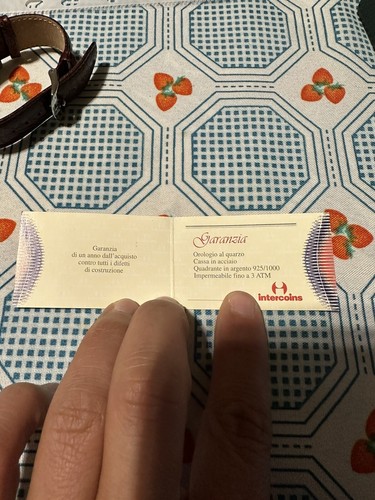 Garanzia
di un anno dall'acquisto
contro tutti i difetti
di costruzione
Garanzia
Orologio al quarzo
Cassa in acciaio
Quadrante in argento 925/1000
Impermeabile fino a 3 ATM
intercoins